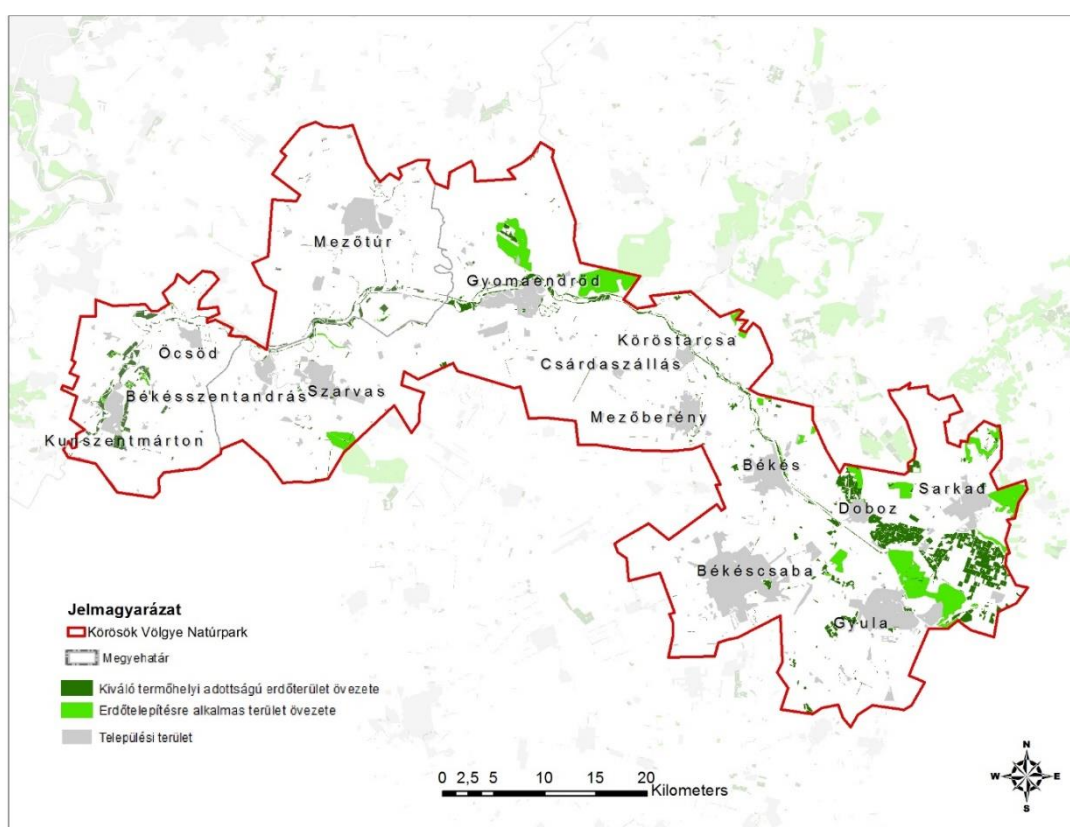 Mezőtúr
Gyomaendrőd
Öcsöd
Köröstarcsa
Csárdaszállás
Békésszentandrás
Szarvas
Mezőberény
Kunszentmárton
Békés
Sarkad
Doboz
Békéscsaba
Gyula
Jelmagyarázat
Körösök Völgye Natúrpark
Megyehatár
Kiváló termőhelyi adottságú erdőterület övezete
Erdőtelepítésre alkalmas terület övezete
Települési terület
0 2,5 5 10 15 20
Kilometers
N
W E
S